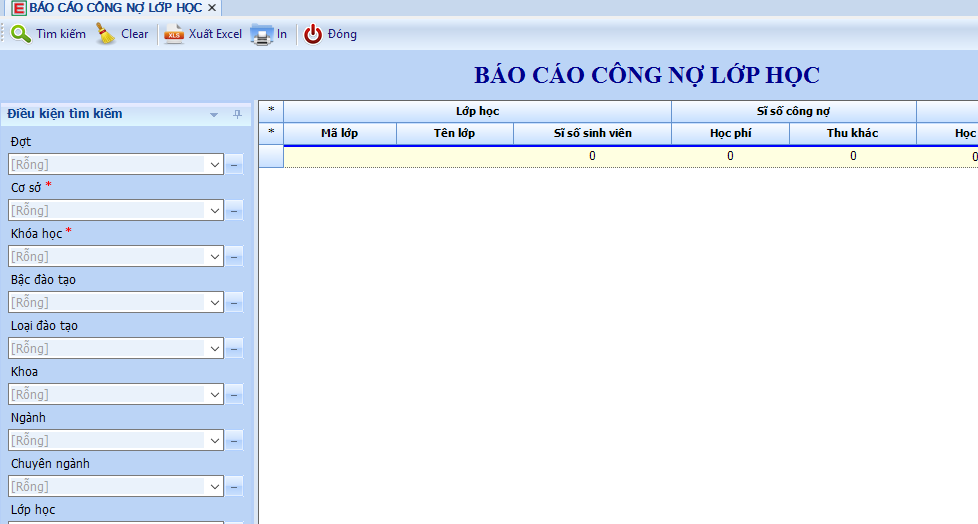 BÁO CÁO CÔNG NỢ LỚP HỌC
Tìm kiếm Clear XLS Xuất Excel In Đóng
BÁO CÁO CÔNG NỢ LỚP HỌC
Điều kiện tìm kiếm
Đợt
[Rỗng]
Cơ sở *
[Rỗng]
Khóa học *
[Rỗng]
Bậc đào tạo
[Rỗng]
Loại đào tạo
[Rỗng]
Khoa
[Rỗng]
Ngành
[Rỗng]
Chuyên ngành
[Rỗng]
Lớp học
* Lớp học Sĩ số công nợ
* Mã lớp Tên lớp Sĩ số sinh viên Học phí Thu khác Học
0 0 0 0